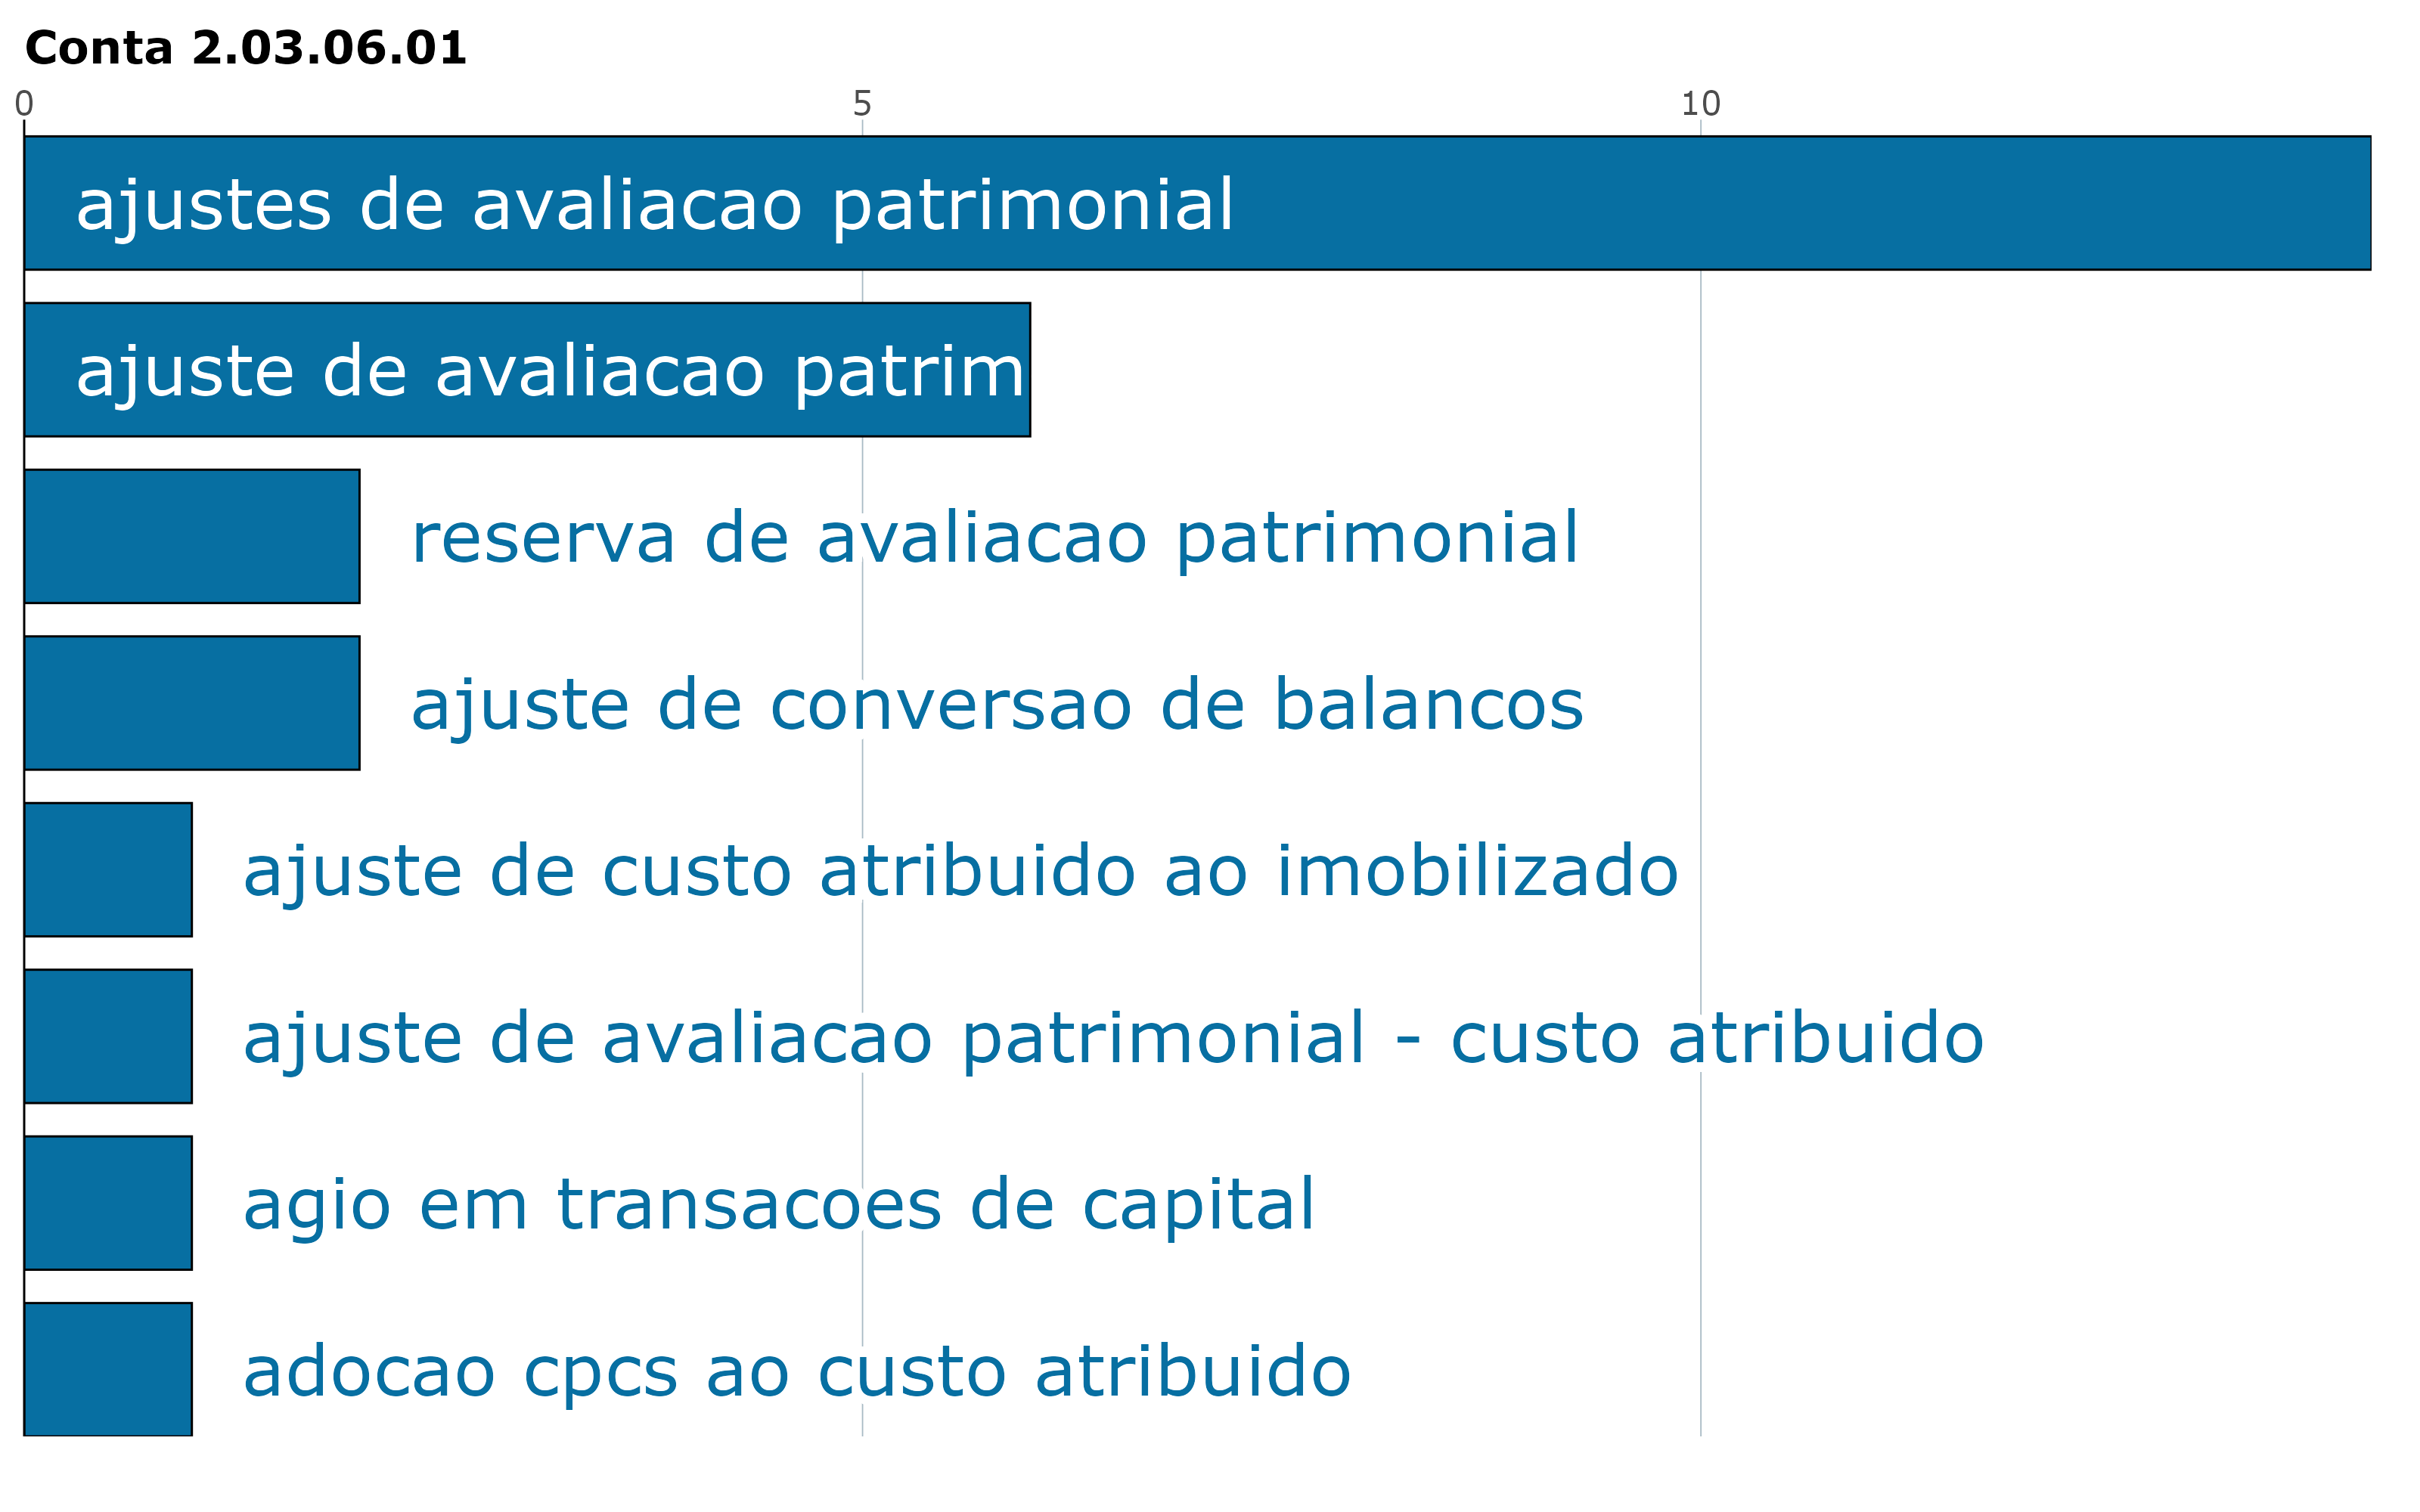 Conta 2.03.06.01
0 5 10
ajustes de avaliacao patrimonial
ajuste de avaliacao patrim
reserva de avaliacao patrimonial
ajuste de conversao de balancos
ajuste de custo atribuido ao imobilizado
ajuste de avaliacao patrimonial - custo atribuido
agio em transacoes de capital
adocao cpcs ao custo atribuido